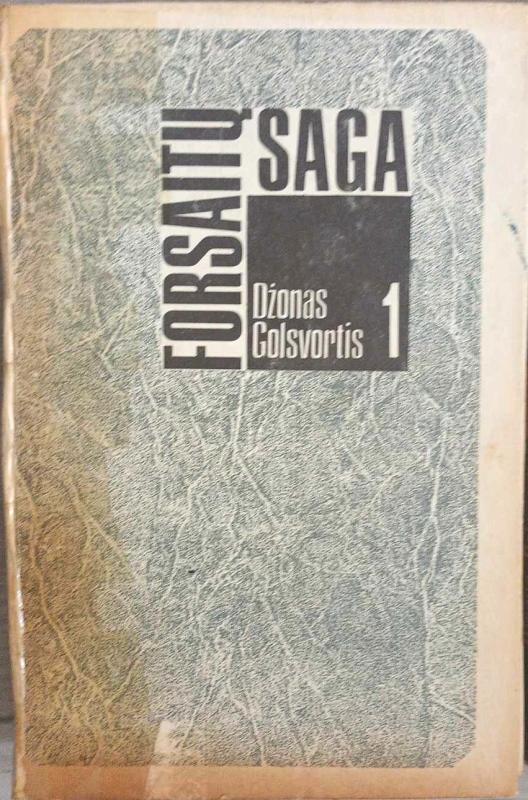 FORSAITŲ
SAGA
Džonas
Golsvortis
1